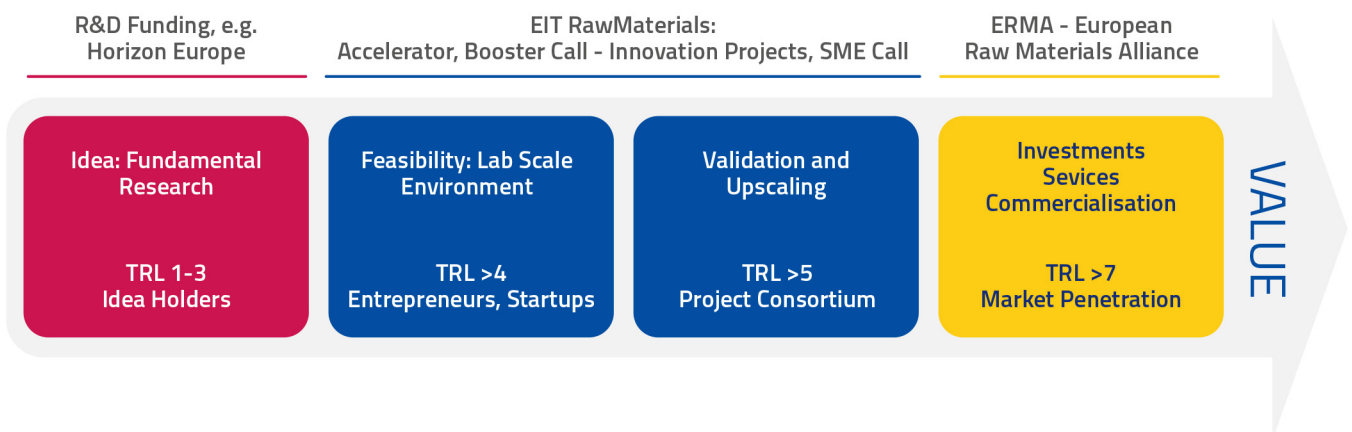 R&D Funding, e.g.
Horizon Europe
EIT RawMaterials:
Accelerator, Booster Call - Innovation Projects, SME Call
ERMA - European
Raw Materials Alliance
Idea: Fundamental
Research
TRL 1-3
Idea Holders
Feasibility: Lab Scale
Environment
TRL >4
Entrepreneurs, Startups
Validation and
Upscaling
TRL >5
Project Consortium
Investments
Sevices
Commercialisation
TRL >7
Market Penetration
VALUE